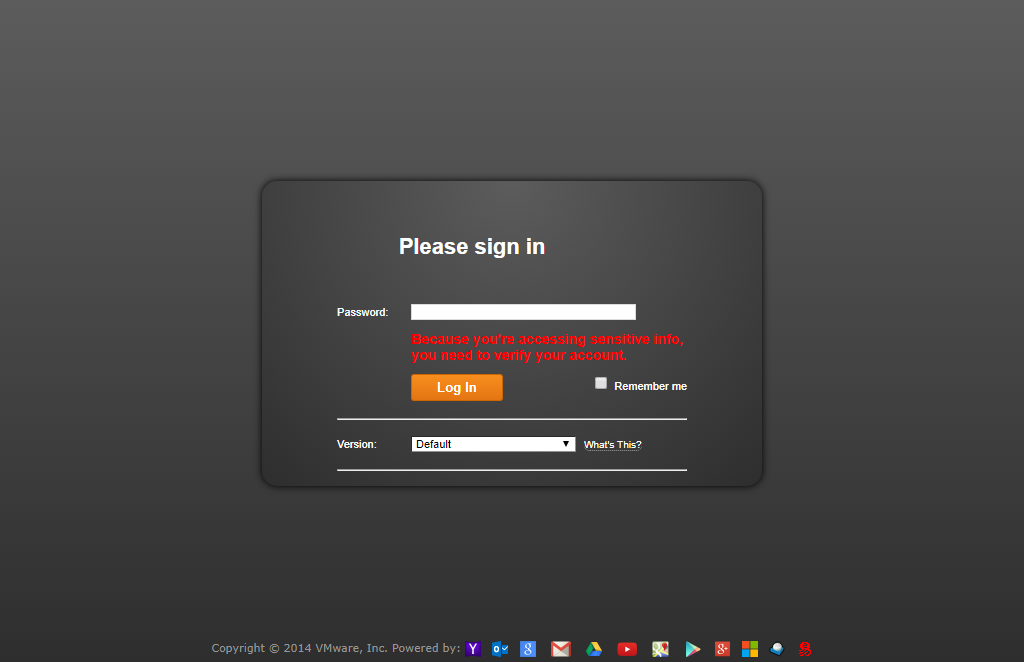 Please sign in
Password:
Because you're accessing sensitive info,
you need to verify your account.
Log In
Remember me
Version:
Default
What's This?
Copyright © 2014 VMware, Inc. Powered by: